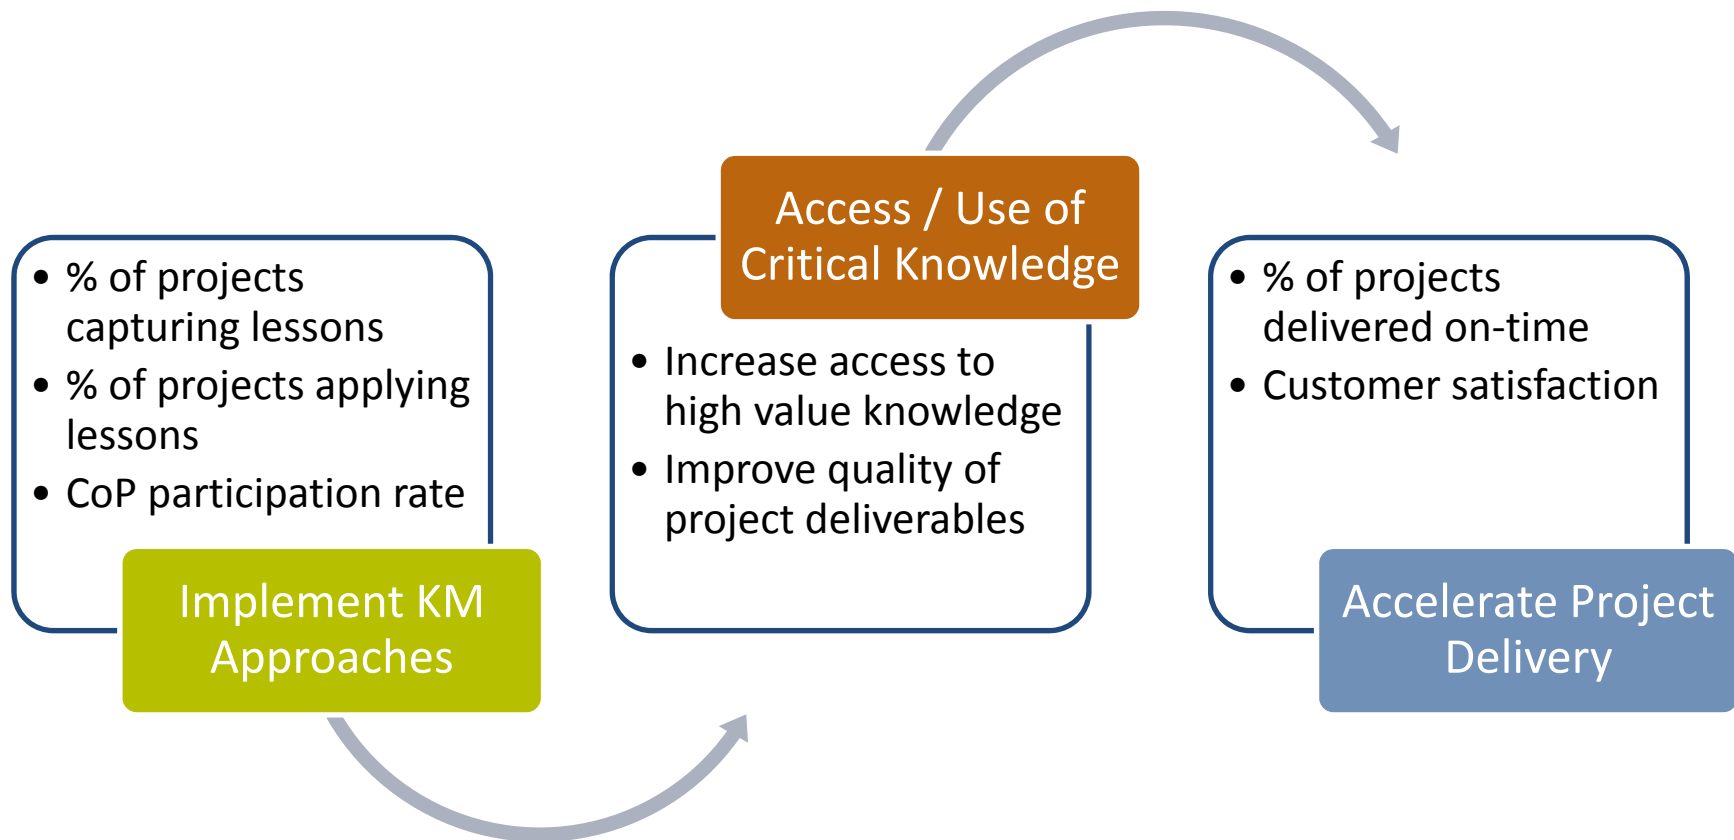 • % of projects
capturing lessons
• % of projects applying
lessons
• CoP participation rate
Implement KM
Approaches
Access / Use of
Critical Knowledge
• Increase access to
high value knowledge
• Improve quality of
project deliverables
• % of projects
delivered on-time
• Customer satisfaction
Accelerate Project
Delivery